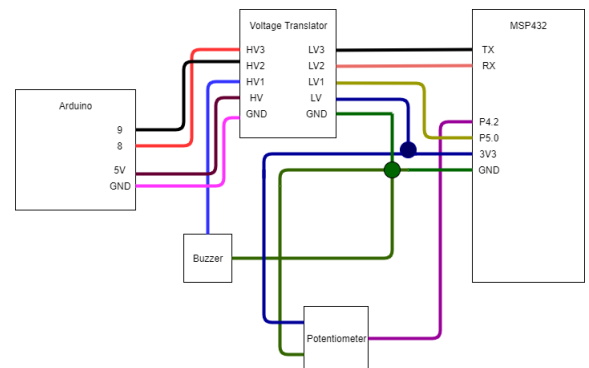 Voltage Translator
MSP432
HV3
LV3
TX
HV2
LV2
RX
HV1
LV1
Arduino
HV
LV
GND
GND
P4.2
9
P5.0
8
3V3
5V
GND
GND
Buzzer
Potentiometer